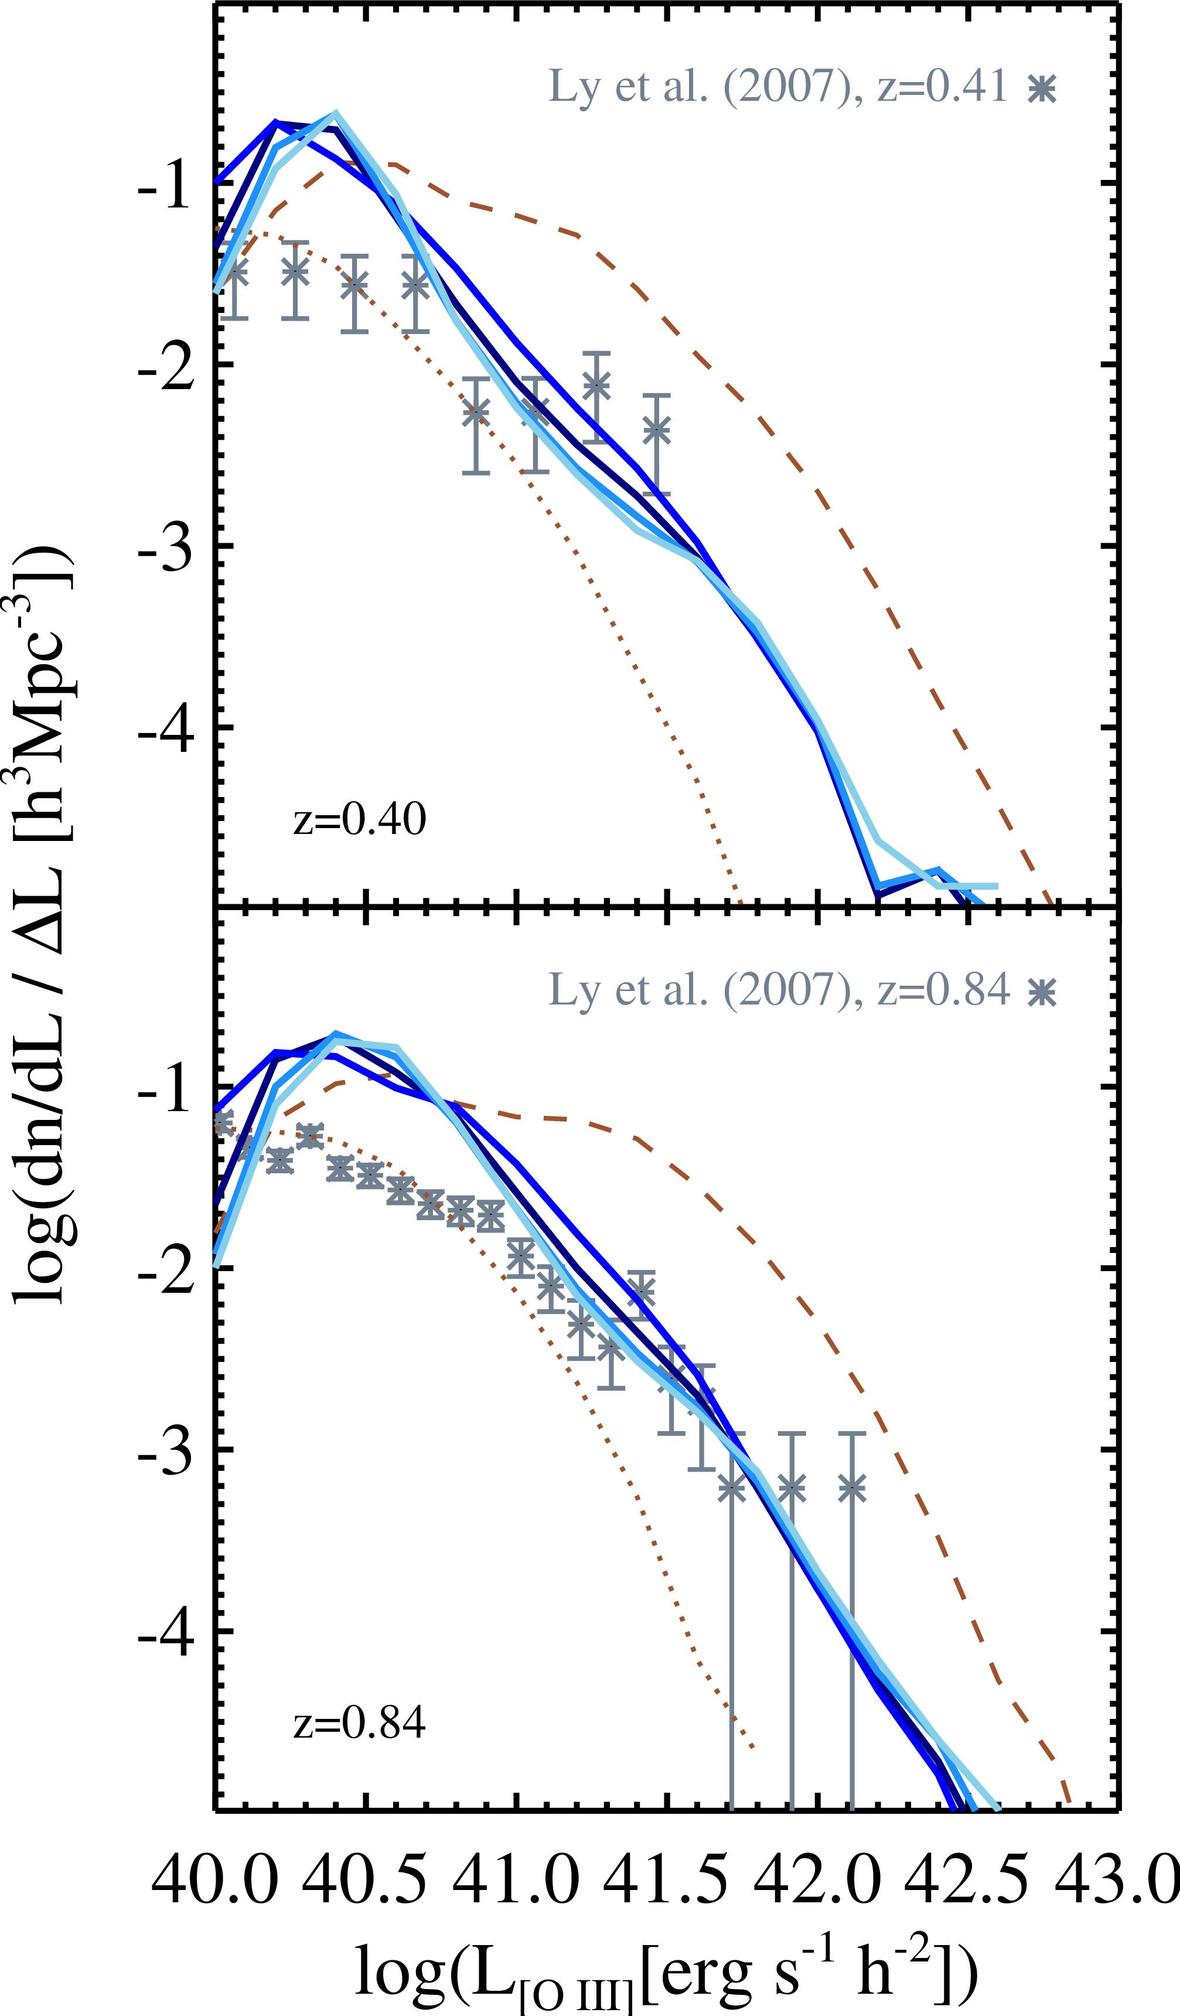 Ly et al. (2007), z=0.41
-1
-2
-3
-4
z=0.40
log(dn/dL / ΔL [h³Mpc⁻³])
Ly et al. (2007), z=0.84
-1
-2
-3
-4
z=0.84
40.0 40.5 41.0 41.5 42.0 42.5 43.0
log(L[O III][erg s⁻¹ h⁻²])